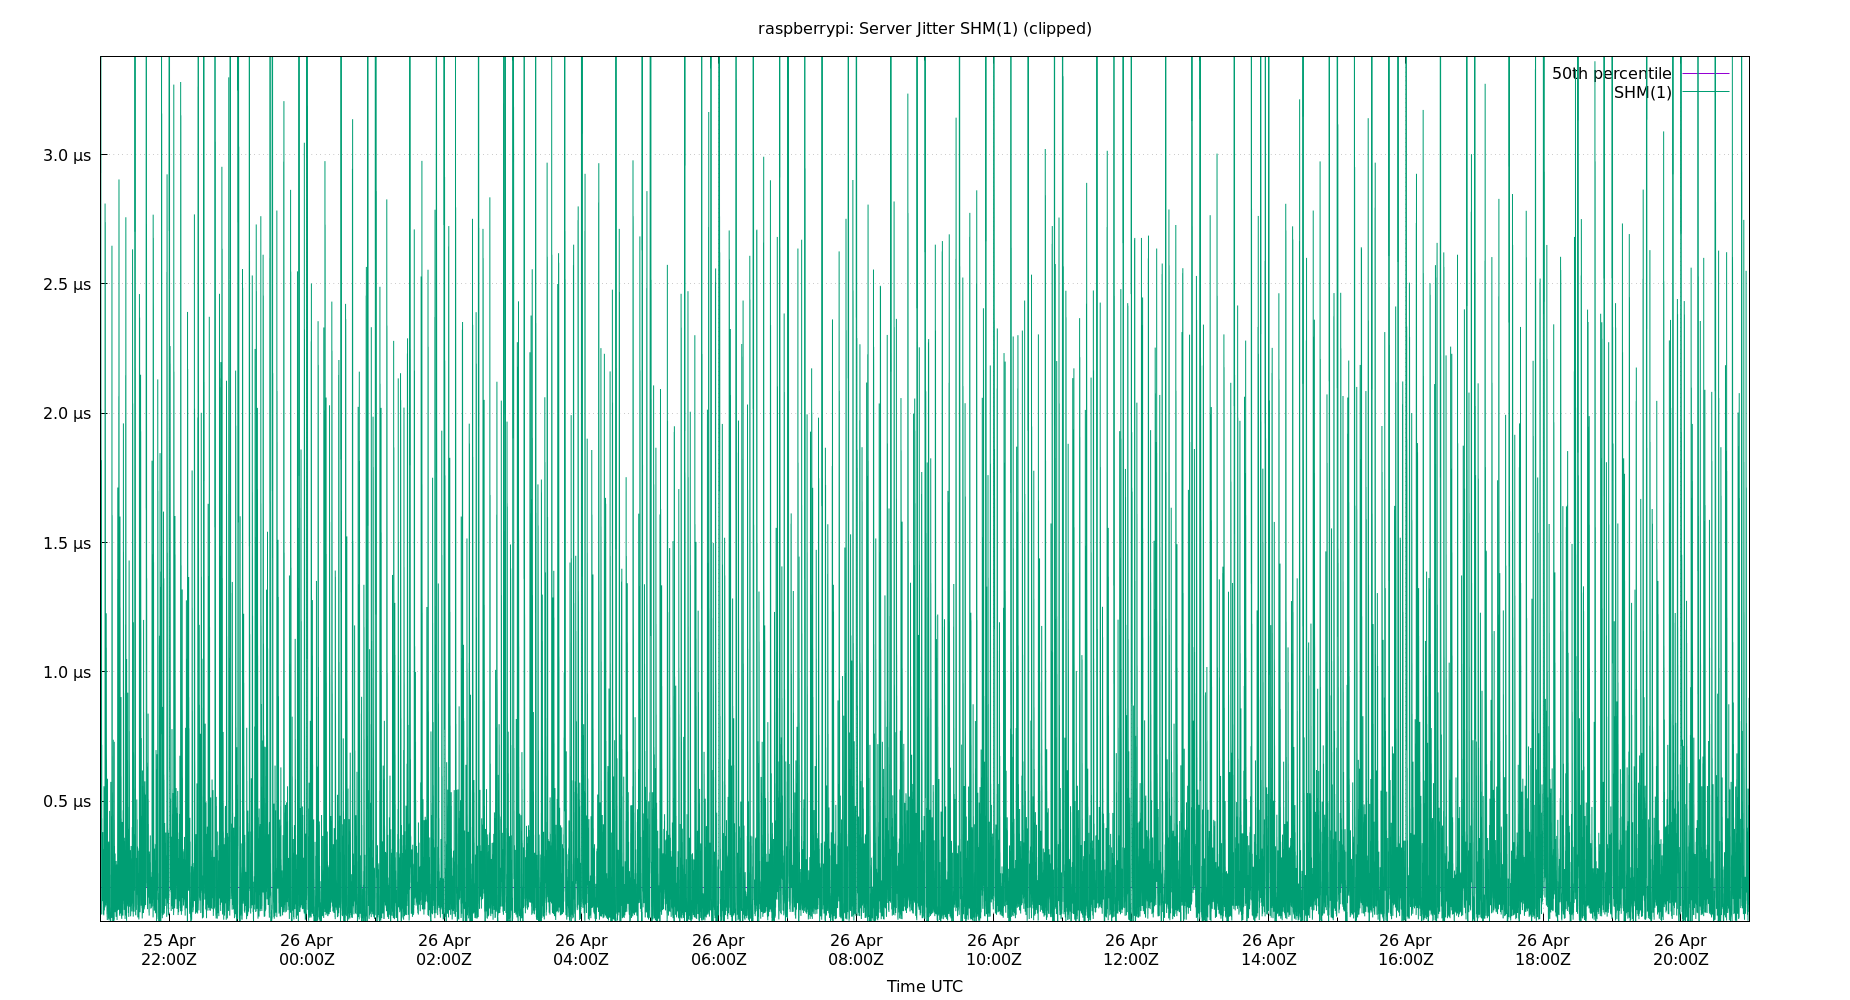 raspberrypi: Server Jitter SHM(1) (clipped)
50th percentile
SHM(1)
3.0 µs
2.5 µs
2.0 µs
1.5 µs
1.0 µs
0.5 µs
25 Apr 26 Apr 26 Apr 26 Apr 26 Apr 26 Apr 26 Apr 26 Apr 26 Apr 26 Apr 26 Apr 26 Apr
22:00Z 00:00Z 02:00Z 04:00Z 06:00Z 08:00Z 10:00Z 12:00Z 14:00Z 16:00Z 18:00Z 20:00Z
Time UTC